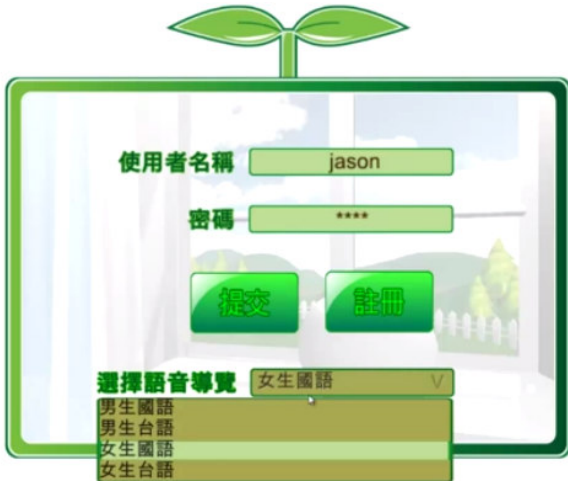 使用者名稱 jason
密碼 ****
提交 註冊
選擇語音導覽 女生國語 V
男生國語
男生台語
女生國語
女生台語